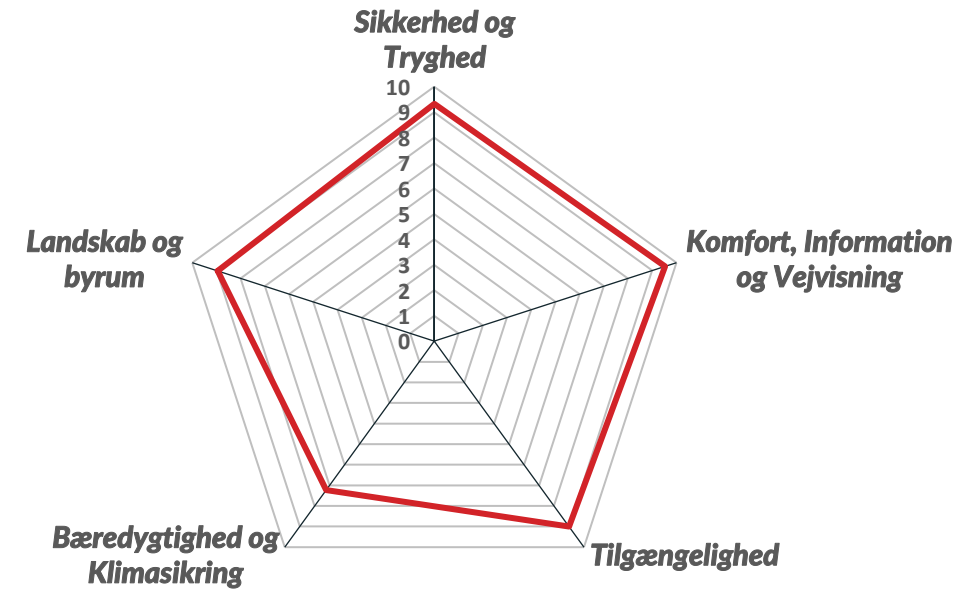 Sikkerhed og
Tryghed
10
9
8
7
6
5
4
3
2
1
0
Landskab og
byrum
Komfort, Information
og Vejvisning
Bæredygtighed og
Klimasikring
Tilgængelighed